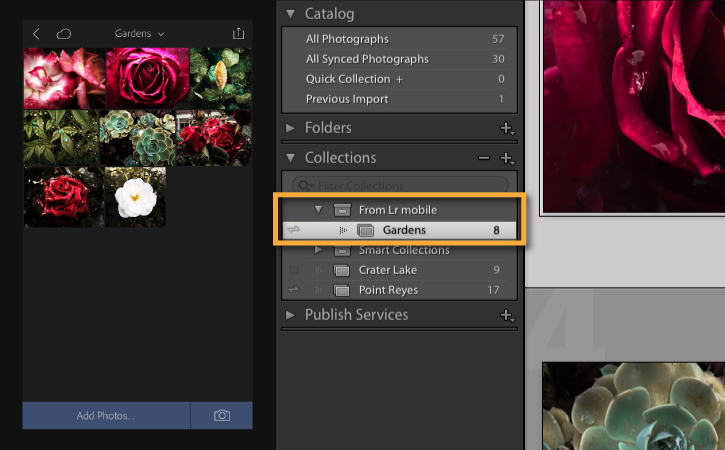 Gardens
Add Photos...
Catalog
All Photographs 57
All Synced Photographs 30
Quick Collection + 0
Previous Import 1
Folders
Collections
Filter Collections
From Lr mobile
Gardens 8
Smart Collections
Crater Lake 9
Point Reyes 17
Publish Services
4